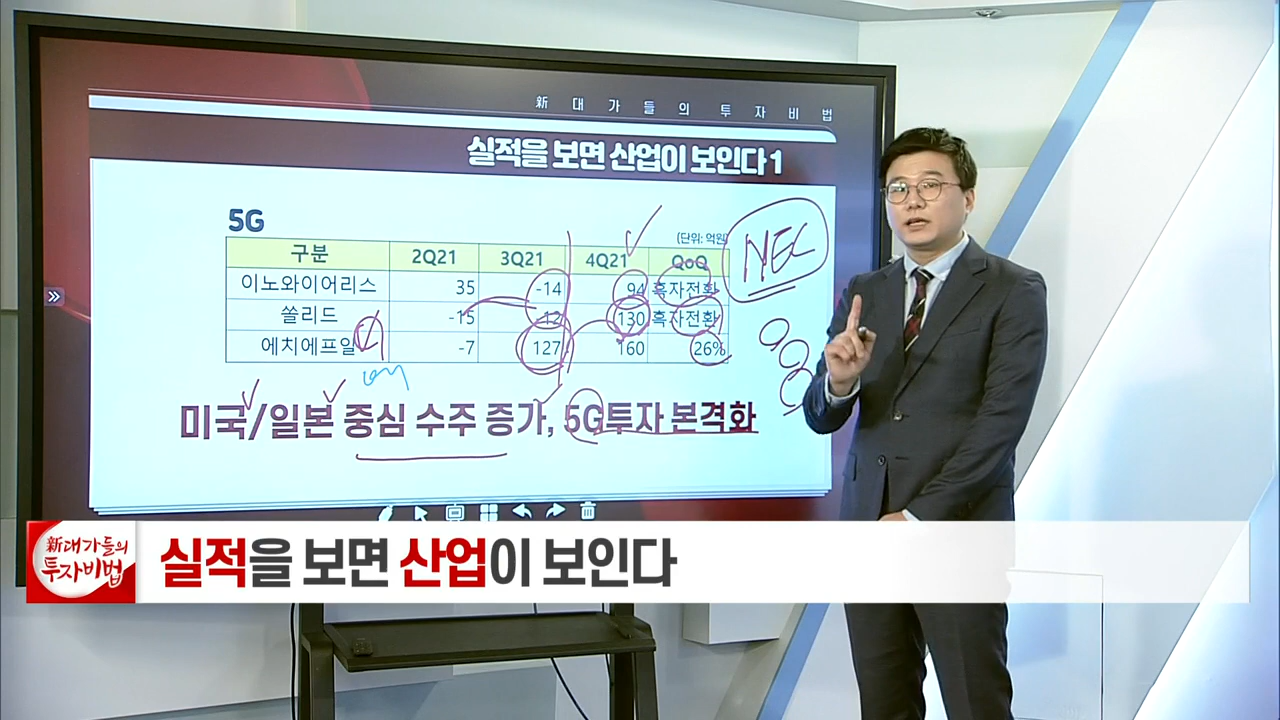 新 대 가 들 의 투 자 비 법
실적을 보면 산업이 보인다 1
5G
(단위: 억원)
구분 2Q21 3Q21 4Q21 QoQ
이노와이어리스 35 -14 94 흑자전환
쏠리드 -15 -12 130 흑자전환
에치에프알 -7 127 160 26%
NEC
미국/일본 중심 수주 증가, 5G투자 본격화
新대가들의
투자비법
실적을 보면 산업이 보인다